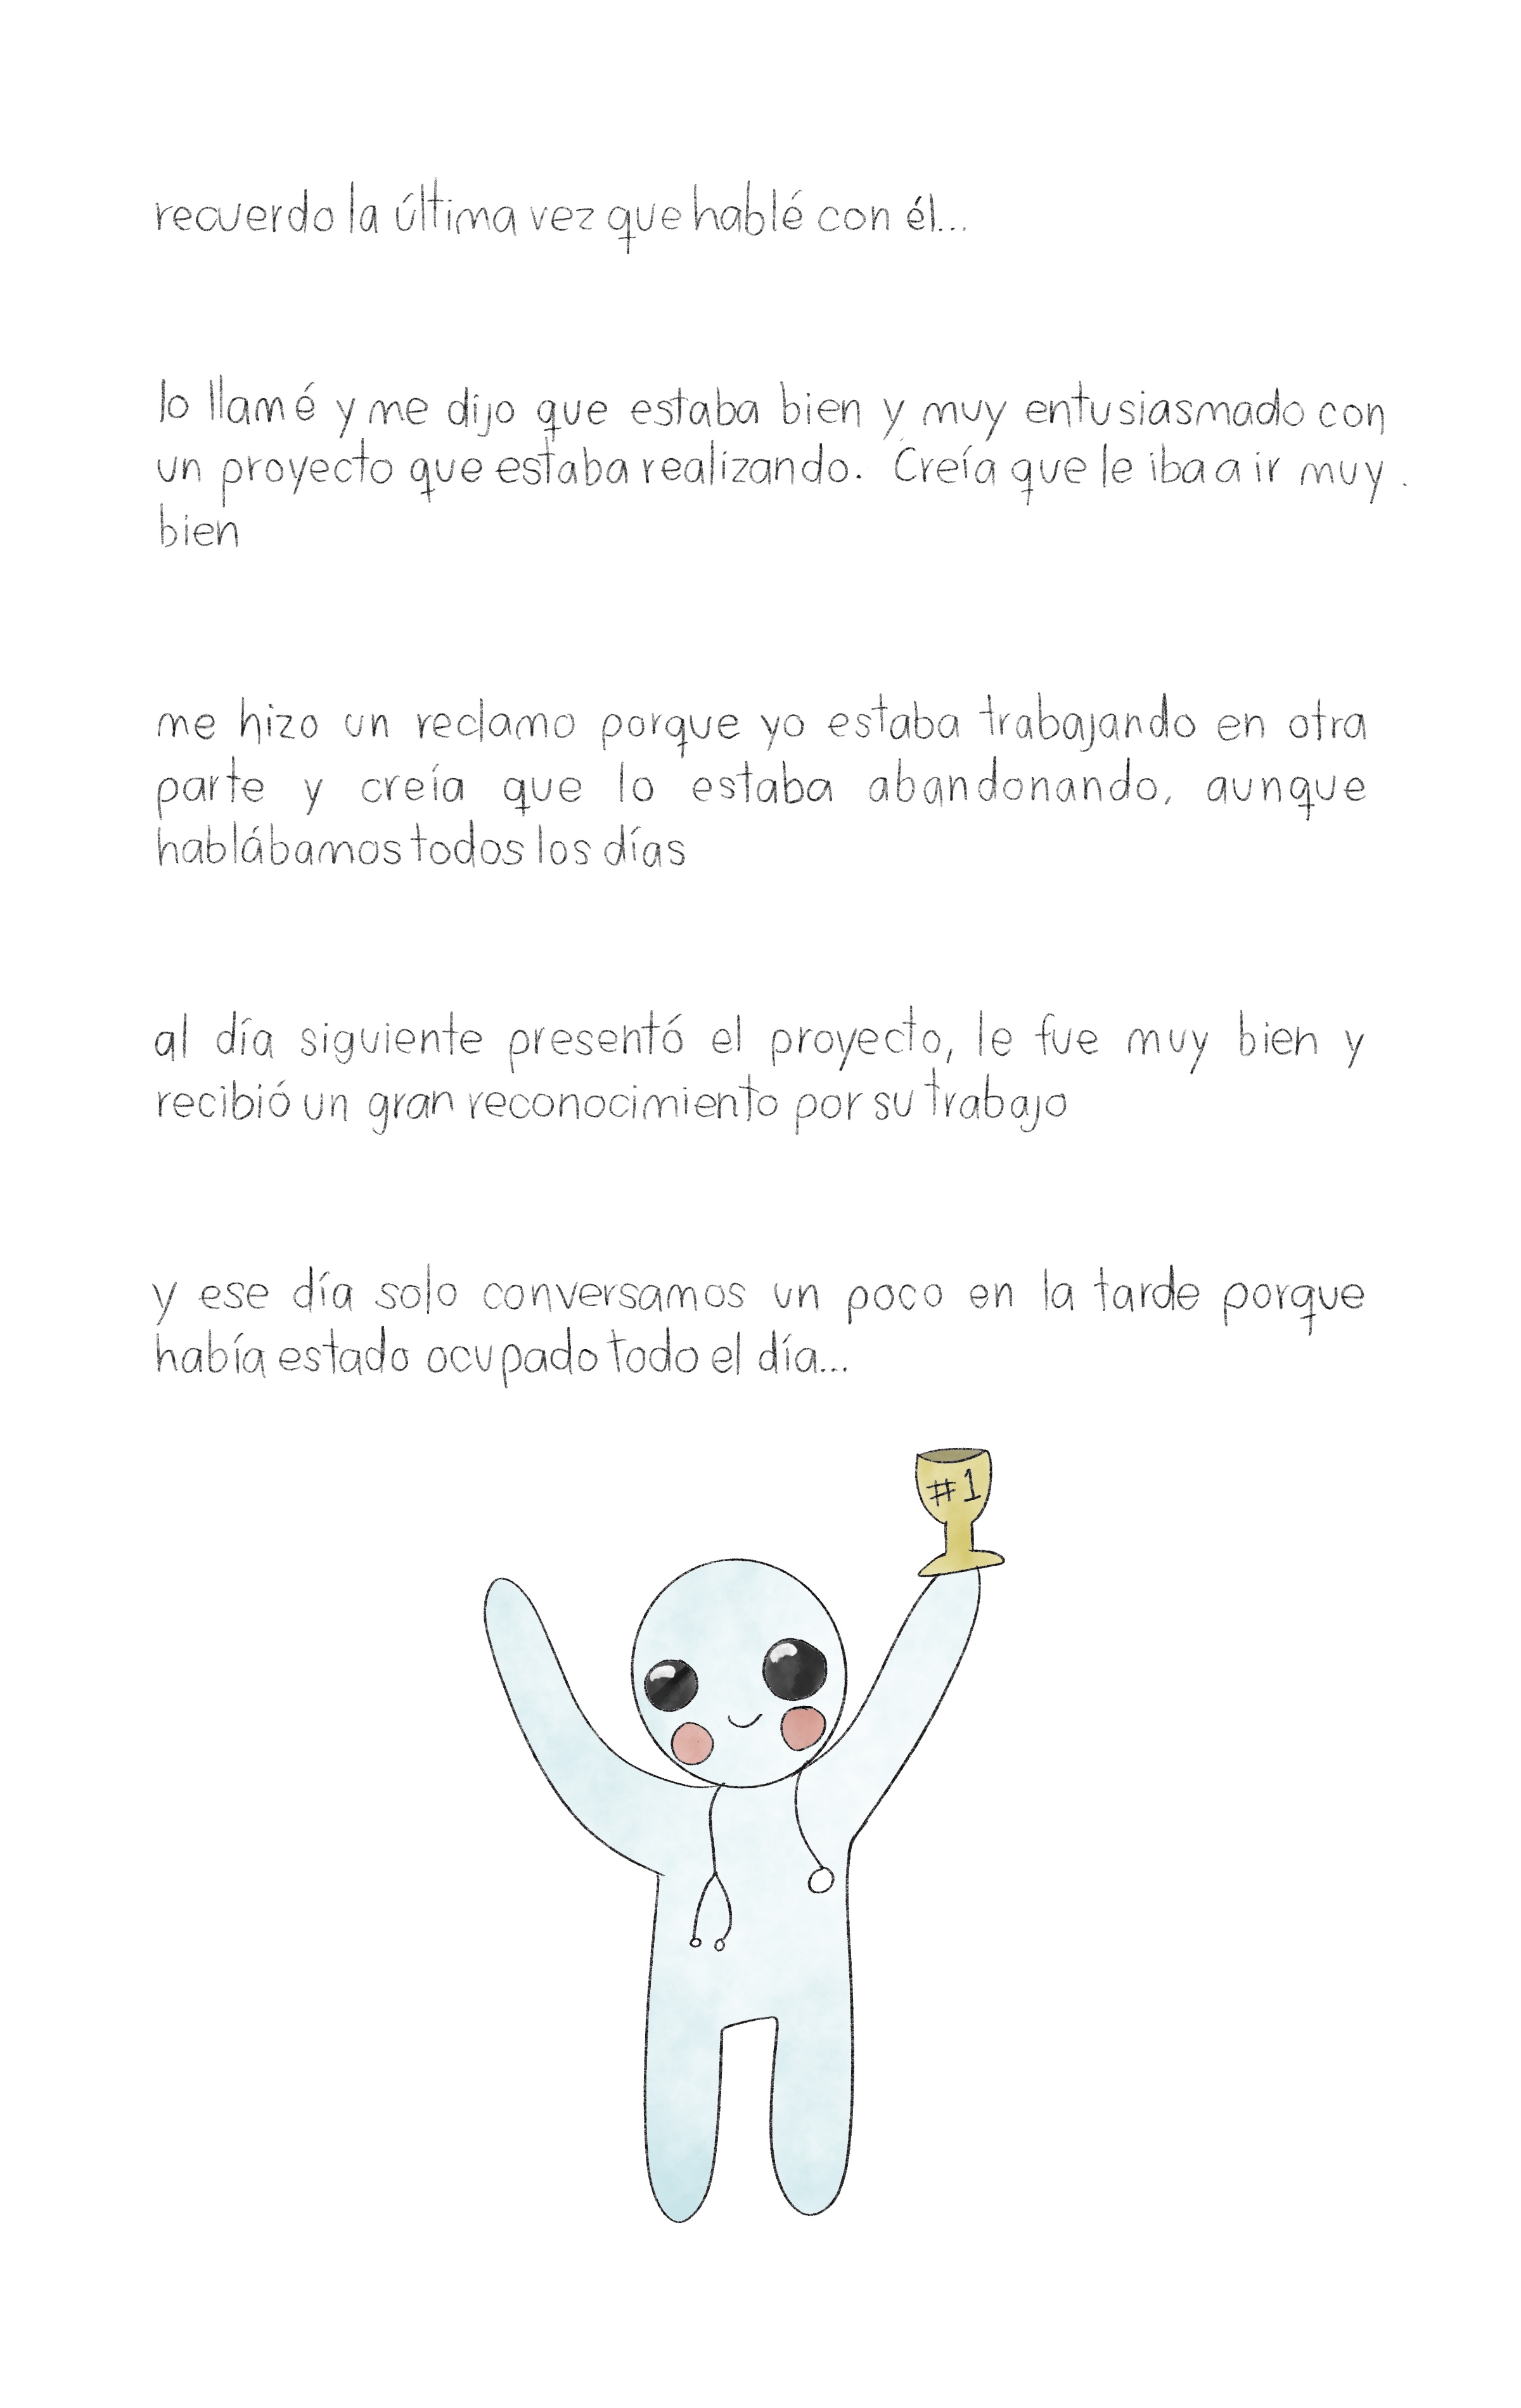 recuerdo la última vez que hablé con él...
lo llamé y me dijo que estaba bien y muy entusiasmado con
un proyecto que estaba realizando. Creía que le iba a ir muy
bien
me hizo un reclamo porque yo estaba trabajando en otra
parte y creía que lo estaba abandonando, aunque
hablábamos todos los días
al día siguiente presentó el proyecto, le fue muy bien y
recibió un gran reconocimiento por su trabajo
y ese día solo conversamos un poco en la tarde porque
había estado ocupado todo el día...
#1